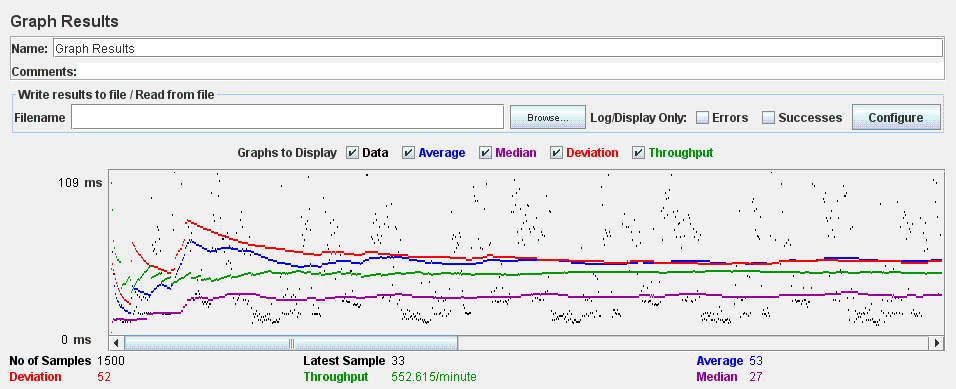 Graph Results
Name: Graph Results
Comments:
Write results to file / Read from file
Filename Browse... Log/Display Only: Errors Successes Configure
Graphs to Display Data Average Median Deviation Throughput
109 ms
0 ms
No of Samples 1500 Latest Sample 33 Average 53
Deviation 52 Throughput 552.615/minute Median 27